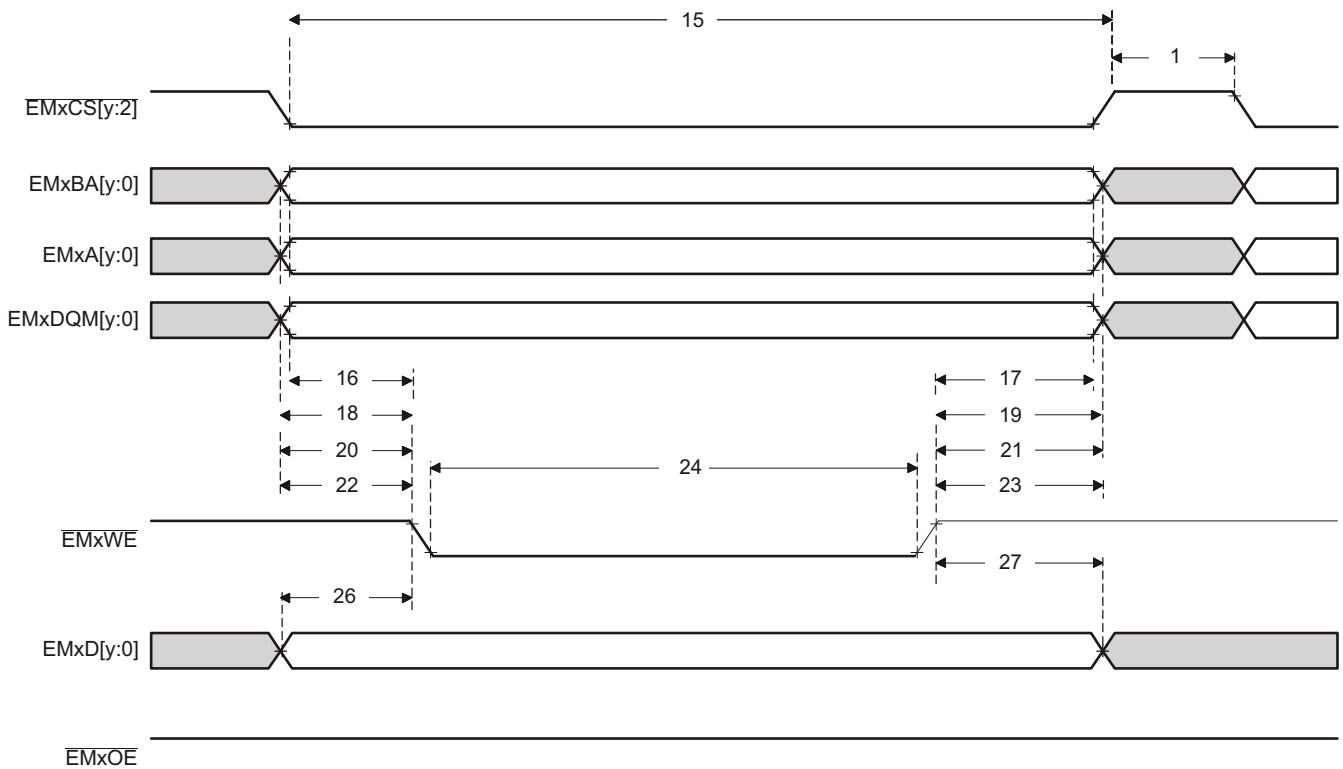 15
1
EMxCS[y:2]
EMxBA[y:0]
EMxA[y:0]
EMxDQM[y:0]
16
17
18
19
20
21
24
22
23
EMxWE
27
26
EMxD[y:0]
EMxOE